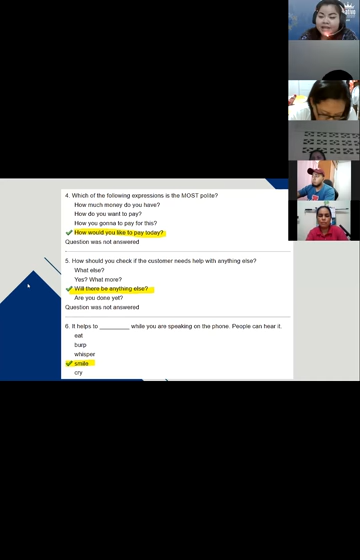 4. Which of the following expressions is the MOST polite?
How much money do you have?
How do you want to pay?
How you gonna to pay for this?
How would you like to pay today?
Question was not answered
5. How should you check if the customer needs help with anything else?
What else?
Yes? What more?
Will there be anything else?
Are you done yet?
Question was not answered
6. It helps to _________ while you are speaking on the phone. People can hear it.
eat
burp
whisper
smile
cry